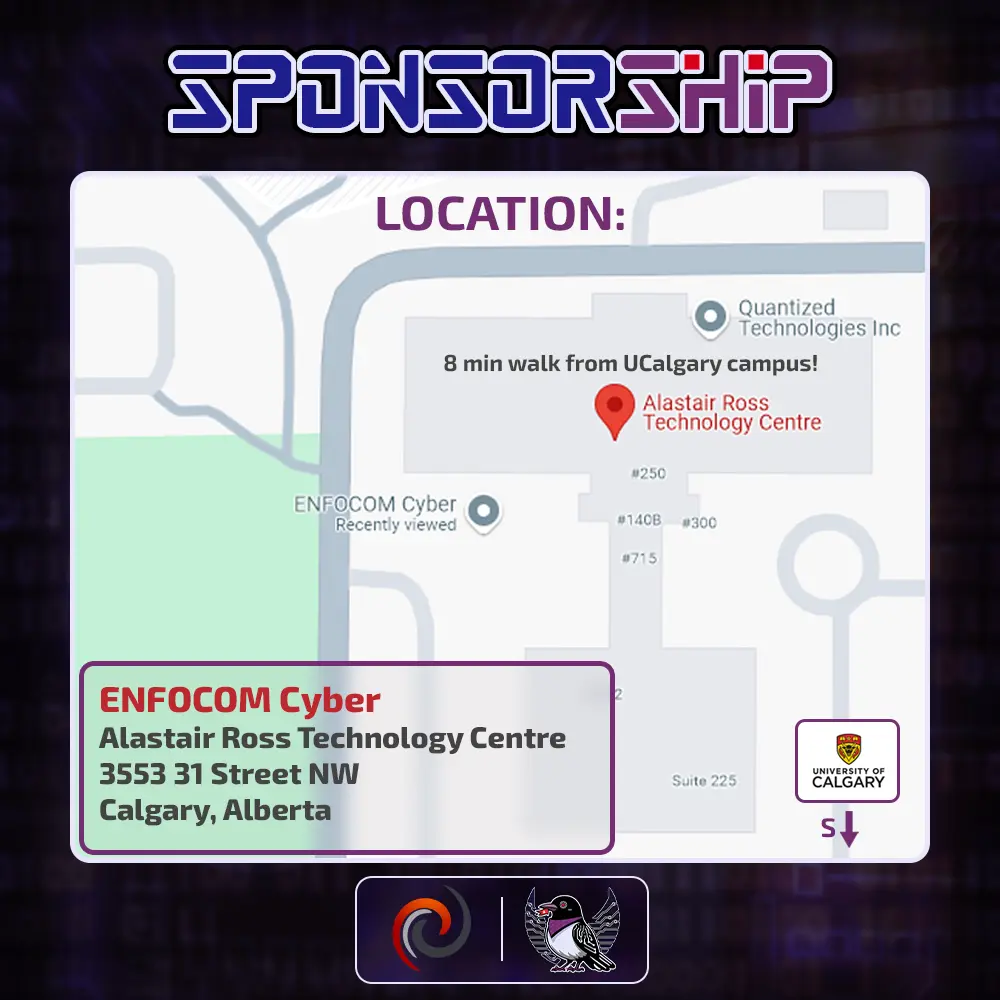 SPONSORSHIP
LOCATION:
Quantized
Technologies Inc
8 min walk from UCalgary campus!
Alastair Ross
Technology Centre
#250
ENFOCOM Cyber
Recently viewed
#140B
#300
#715
2
ENFOCOM Cyber
Alastair Ross Technology Centre
3553 31 Street NW
Calgary, Alberta
Suite 225
UNIVERSITY OF
CALGARY
S